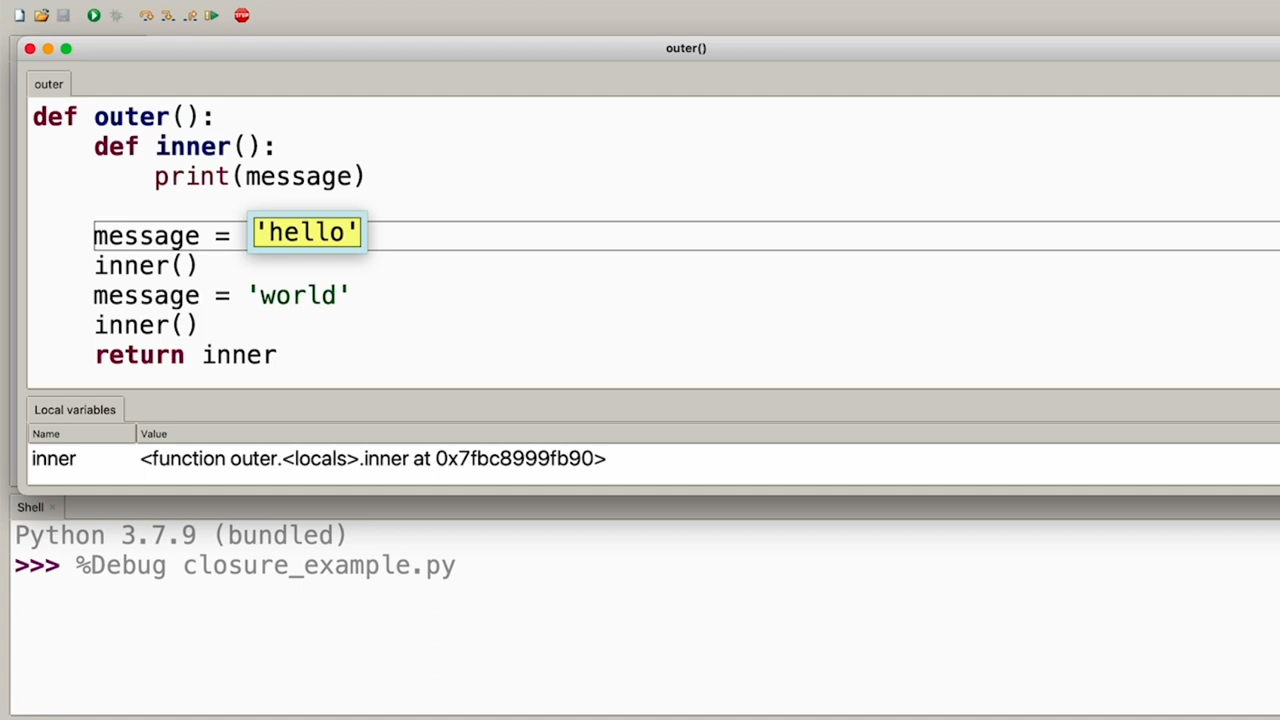 STOP
outer()
outer
def outer():
    def inner():
        print(message)
    message = 'hello'
    inner()
    message = 'world'
    inner()
    return inner
Local variables
Name Value
inner <function outer.<locals>.inner at 0x7fbc8999fb90>
Shell ×
Python 3.7.9 (bundled)
>>> %Debug closure_example.py